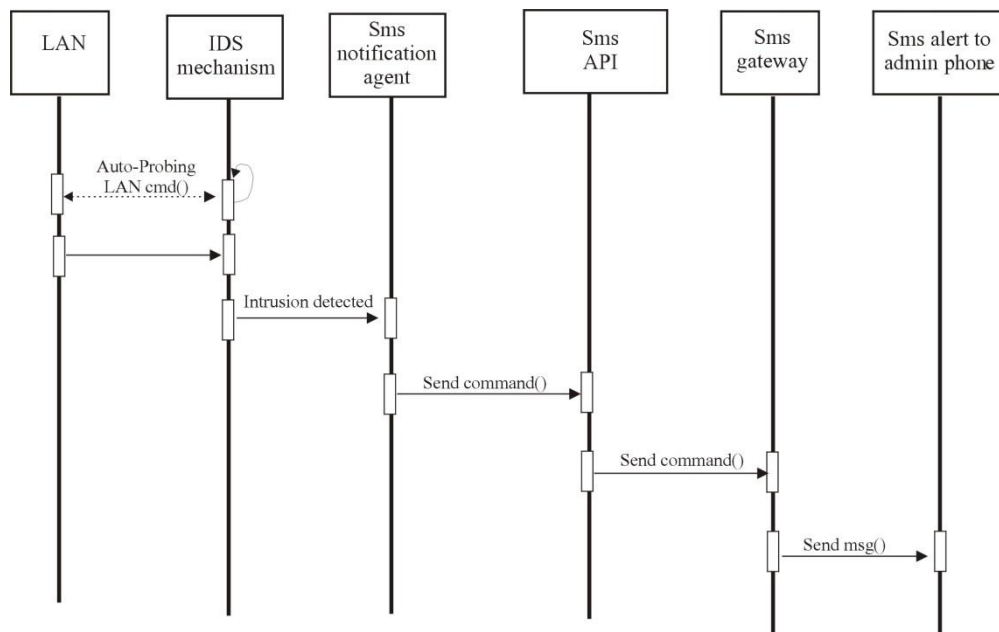 LAN
IDS
mechanism
Sms
notification
agent
Sms
API
Sms
gateway
Sms alert to
admin phone
Auto-Probing
LAN cmd()
Intrusion detected
Send command()
Send command()
Send msg()